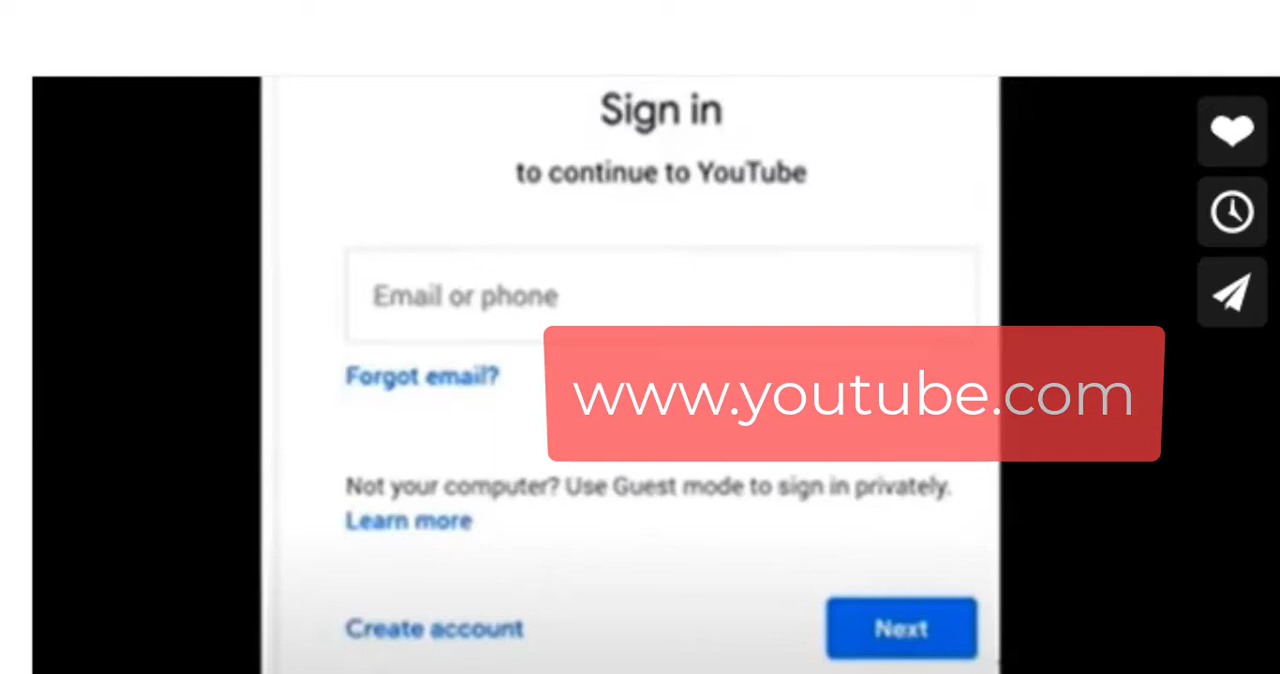 Sign in
to continue to YouTube
Email or phone
Forgot email?
www.youtube.com
Not your computer? Use Guest mode to sign in privately.
Learn more
Create account
Next